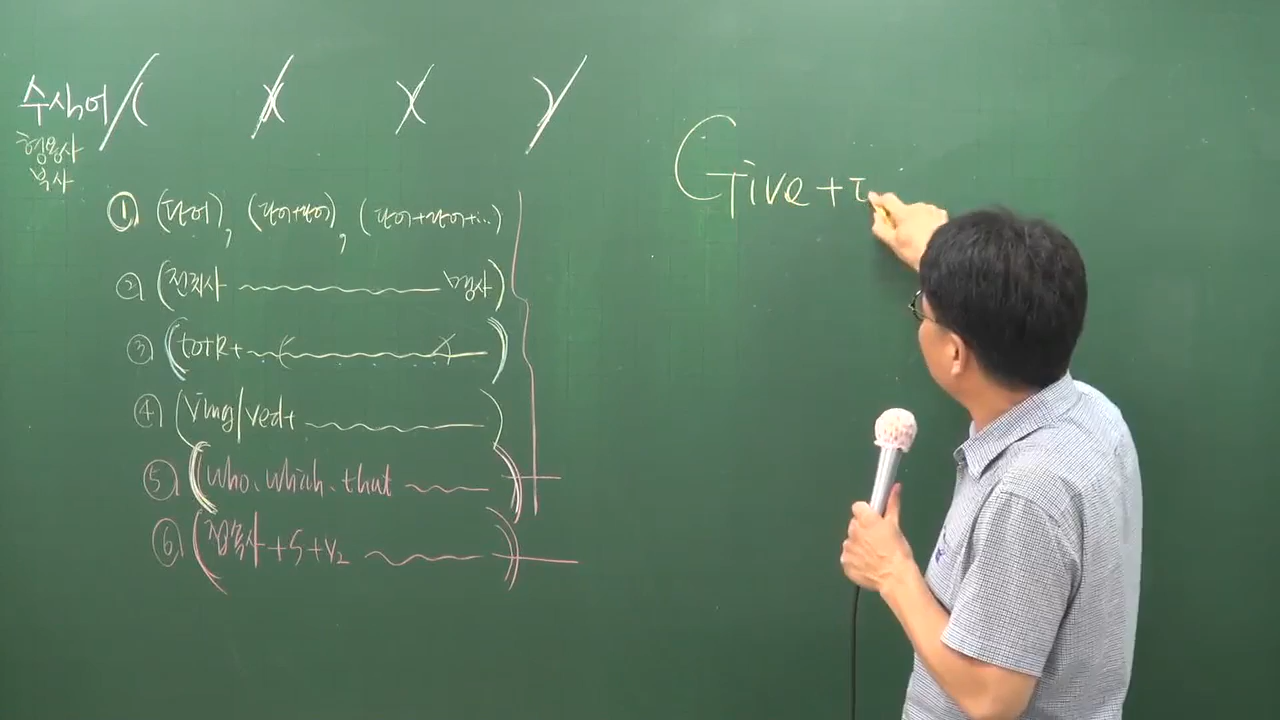 수식어 / (
형용사
부사
① (단어), (단어+단어), (단어+단어+...)
② (전치사 명사)
③ (to+R+ )
④ (Ving/Ved+ )
⑤ (who, which, that )
⑥ (접속사+S+V2 )
Give +